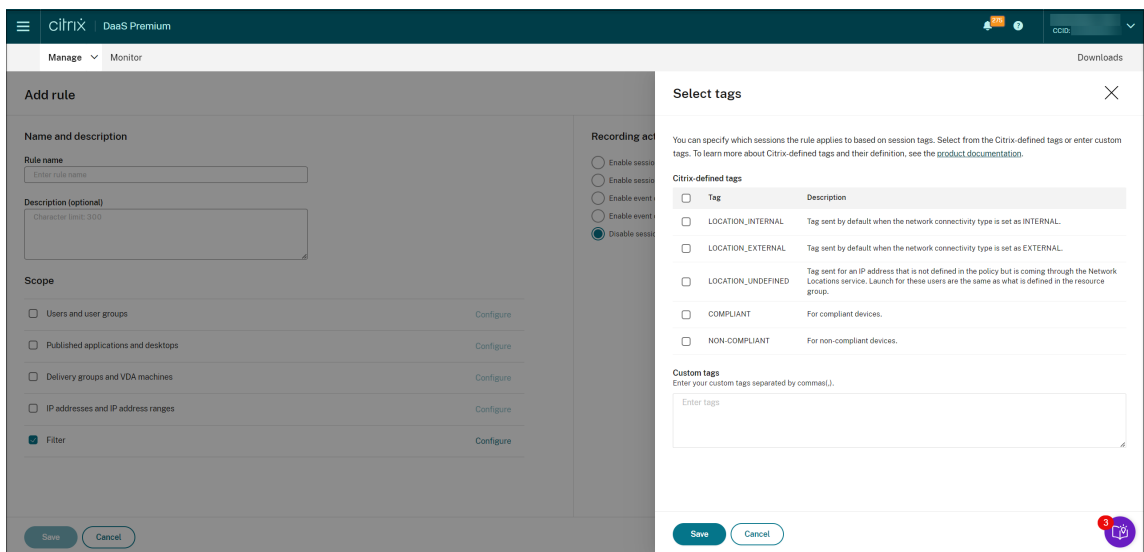 citrix | DaaS Premium
275
?
CCID:
Manage
Monitor
Downloads
Add rule
Name and description
Rule name
Enter rule name
Description (optional)
Character limit: 300
Scope
Users and user groups
Configure
Published applications and desktops
Configure
Delivery groups and VDA machines
Configure
IP addresses and IP address ranges
Configure
Filter
Configure
Save
Cancel
Recording act
Enable sessio
Enable sessio
Enable event
Enable event
Disable sessi
Select tags
You can specify which sessions the rule applies to based on session tags. Select from the Citrix-defined tags or enter custom
tags. To learn more about Citrix-defined tags and their definition, see the product documentation.
Citrix-defined tags
Tag
Description
LOCATION_INTERNAL
Tag sent by default when the network connectivity type is set as INTERNAL.
LOCATION_EXTERNAL
Tag sent by default when the network connectivity type is set as EXTERNAL.
LOCATION_UNDEFINED
Tag sent for an IP address that is not defined in the policy but is coming through the Network
Locations service. Launch for these users are the same as what is defined in the resource
group.
COMPLIANT
For compliant devices.
NON-COMPLIANT
For non-compliant devices.
Custom tags
Enter your custom tags separated by commas(,).
Enter tags
Save
Cancel
3